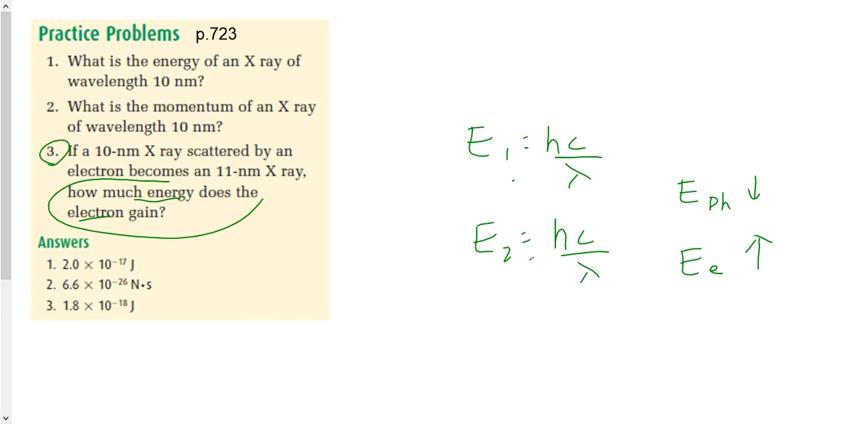 Practice Problems p.723
1. What is the energy of an X ray of
wavelength 10 nm?
2. What is the momentum of an X ray
of wavelength 10 nm?
3. If a 10-nm X ray scattered by an
electron becomes an 11-nm X ray,
how much energy does the
electron gain?
Answers
1. 2.0 × 10⁻¹⁷ J
2. 6.6 × 10⁻²⁶ N•s
3. 1.8 × 10⁻¹⁸ J
E₁ = hc/λ
E₂ = hc/λ
E Ph ↓
E e ↑